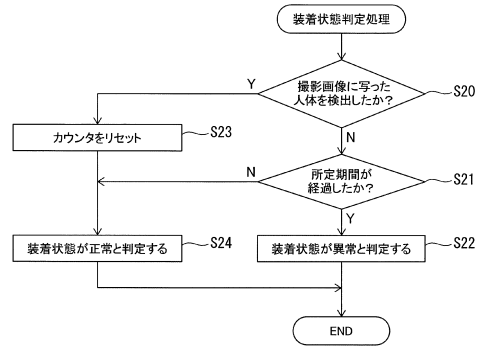 装着状態判定処理
撮影画像に写った
人体を検出したか？
S20
Y
N
カウンタをリセット
S23
所定期間が
経過したか？
S21
N
Y
装着状態が正常と判定する
S24
装着状態が異常と判定する
S22
END